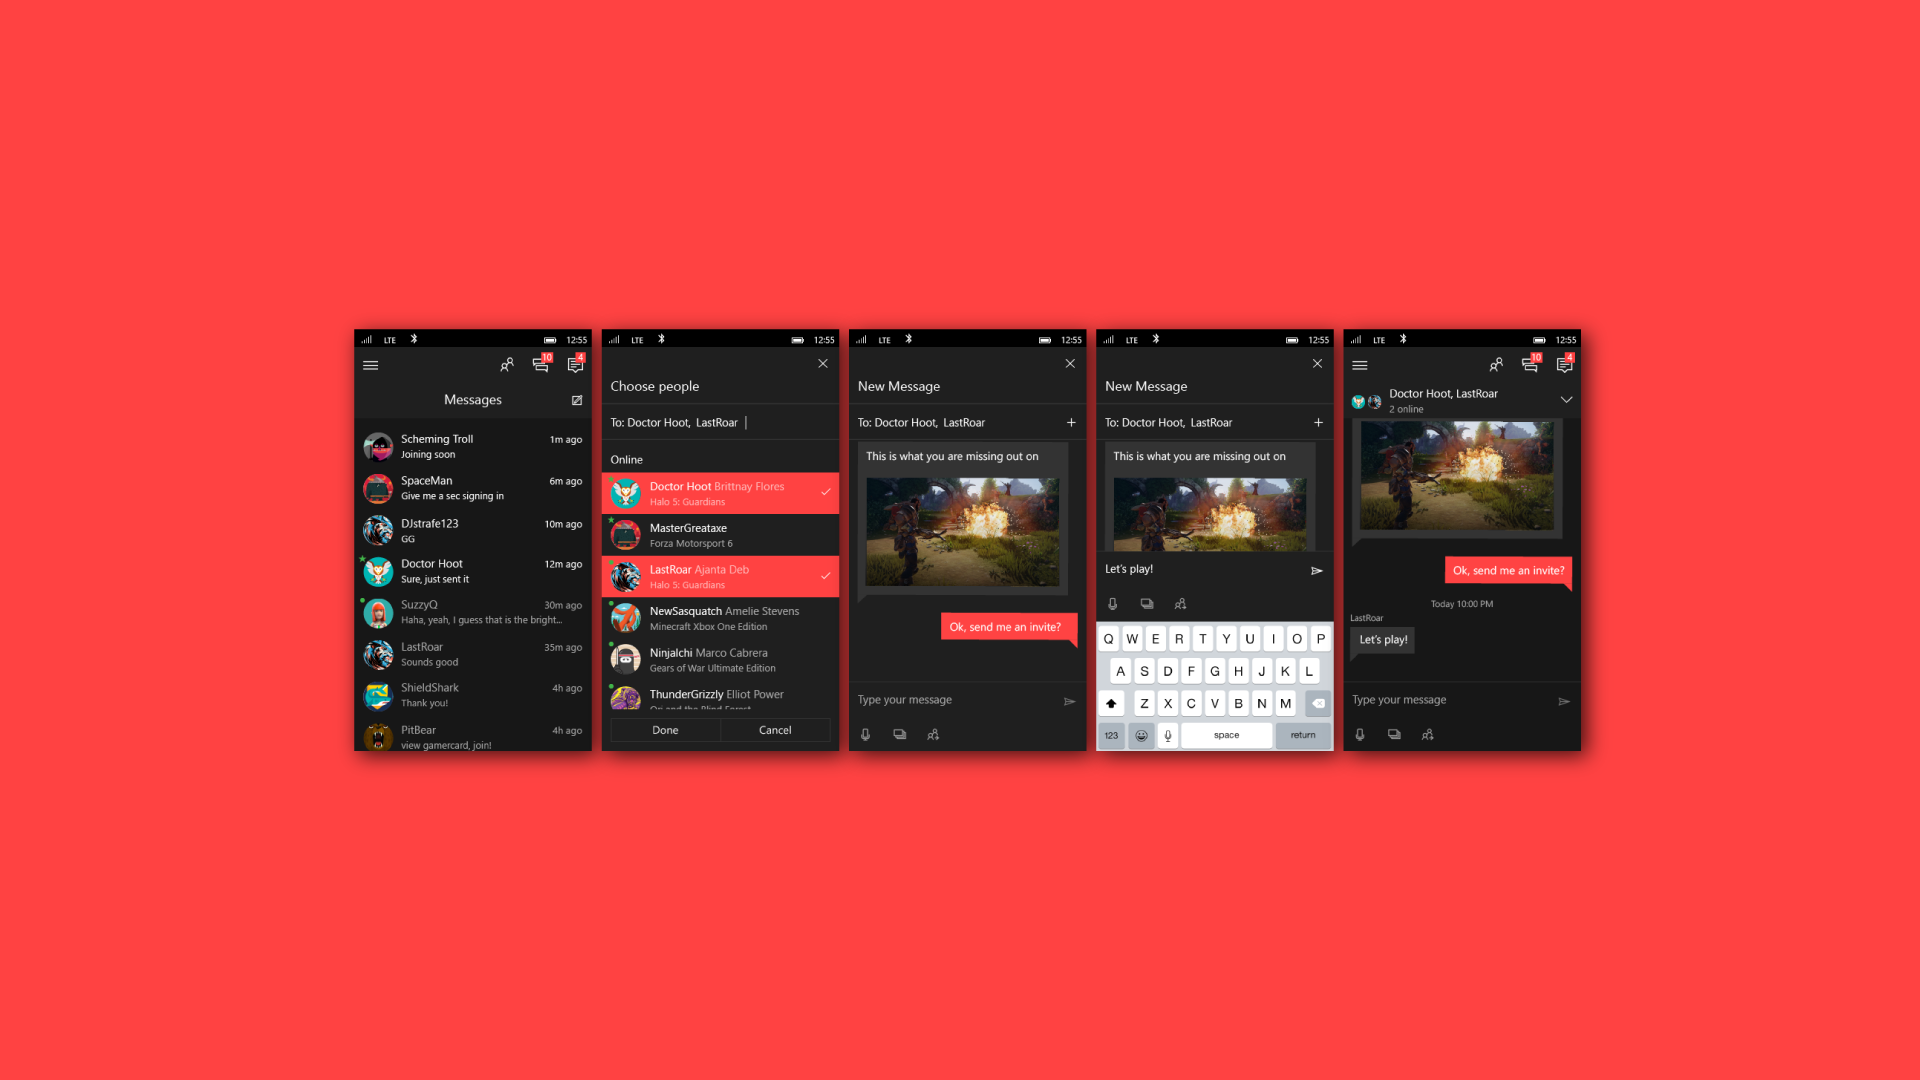 LTE 12:55
10 4
Messages
Scheming Troll 1m ago
Joining soon
SpaceMan 6m ago
Give me a sec signing in
DJstrafe123 10m ago
GG
Doctor Hoot 12m ago
Sure, just sent it
SuzzyQ 30m ago
Haha, yeah, I guess that is the bright...
LastRoar 35m ago
Sounds good
ShieldShark 4h ago
Thank you!
PitBear 4h ago
view gamercard, join!
LTE 12:55
Choose people
To: Doctor Hoot, LastRoar
Online
Doctor Hoot Brittnay Flores
Halo 5: Guardians
MasterGreataxe
Forza Motorsport 6
LastRoar Ajanta Deb
Halo 5: Guardians
NewSasquatch Amelie Stevens
Minecraft Xbox One Edition
Ninjalchi Marco Cabrera
Gears of War Ultimate Edition
ThunderGrizzly Elliot Power
Ori and the Blind Forest
Done Cancel
LTE 12:55
New Message
To: Doctor Hoot, LastRoar +
This is what you are missing out on
Ok, send me an invite?
Type your message
LTE 12:55
New Message
To: Doctor Hoot, LastRoar +
This is what you are missing out on
Let's play!
Q W E R T Y U I O P
A S D F G H J K L
Z X C V B N M
123 space return
LTE 12:55
10 4
Doctor Hoot, LastRoar
2 online
Ok, send me an invite?
Today 10:00 PM
LastRoar
Let's play!
Type your message